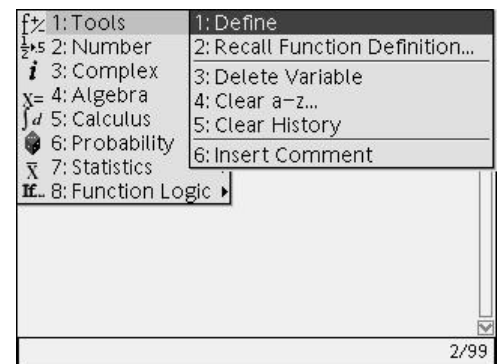 1: Tools
2: Number
3: Complex
4: Algebra
5: Calculus
6: Probability
7: Statistics
8: Function Logic
1: Define
2: Recall Function Definition...
3: Delete Variable
4: Clear a–z...
5: Clear History
6: Insert Comment
2/99